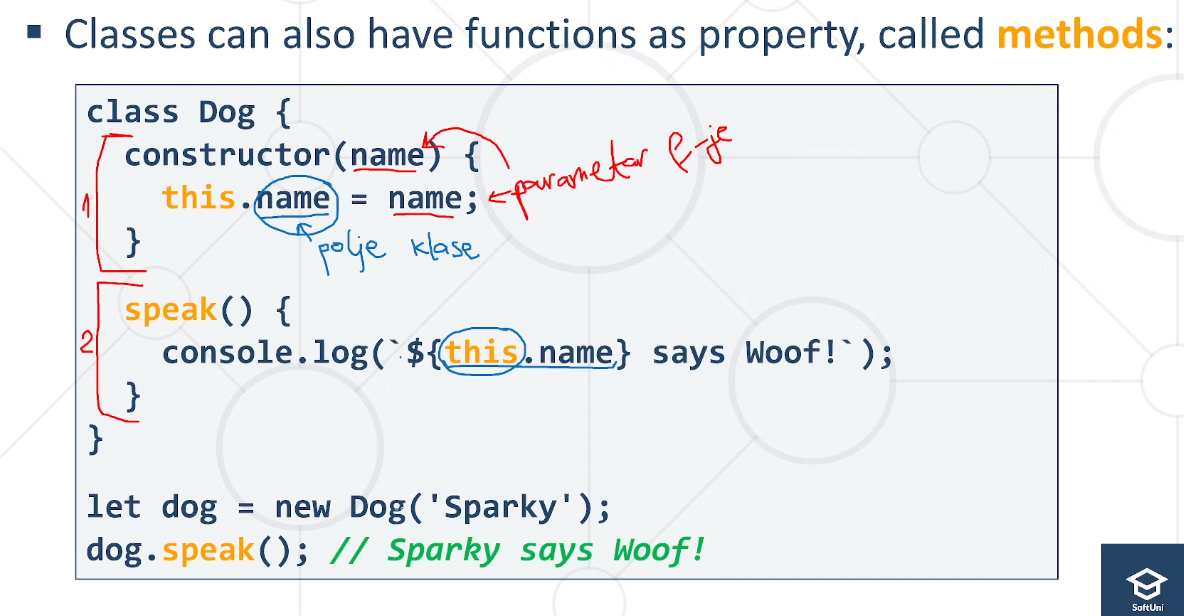 ▪ Classes can also have functions as property, called methods:
class Dog {
constructor(name) {
this.name = name;
parametar f-je
}
polje klase
1
speak() {
console.log(`${this.name} says Woof!`);
}
2
}
let dog = new Dog('Sparky');
dog.speak(); // Sparky says Woof!
SoftUni